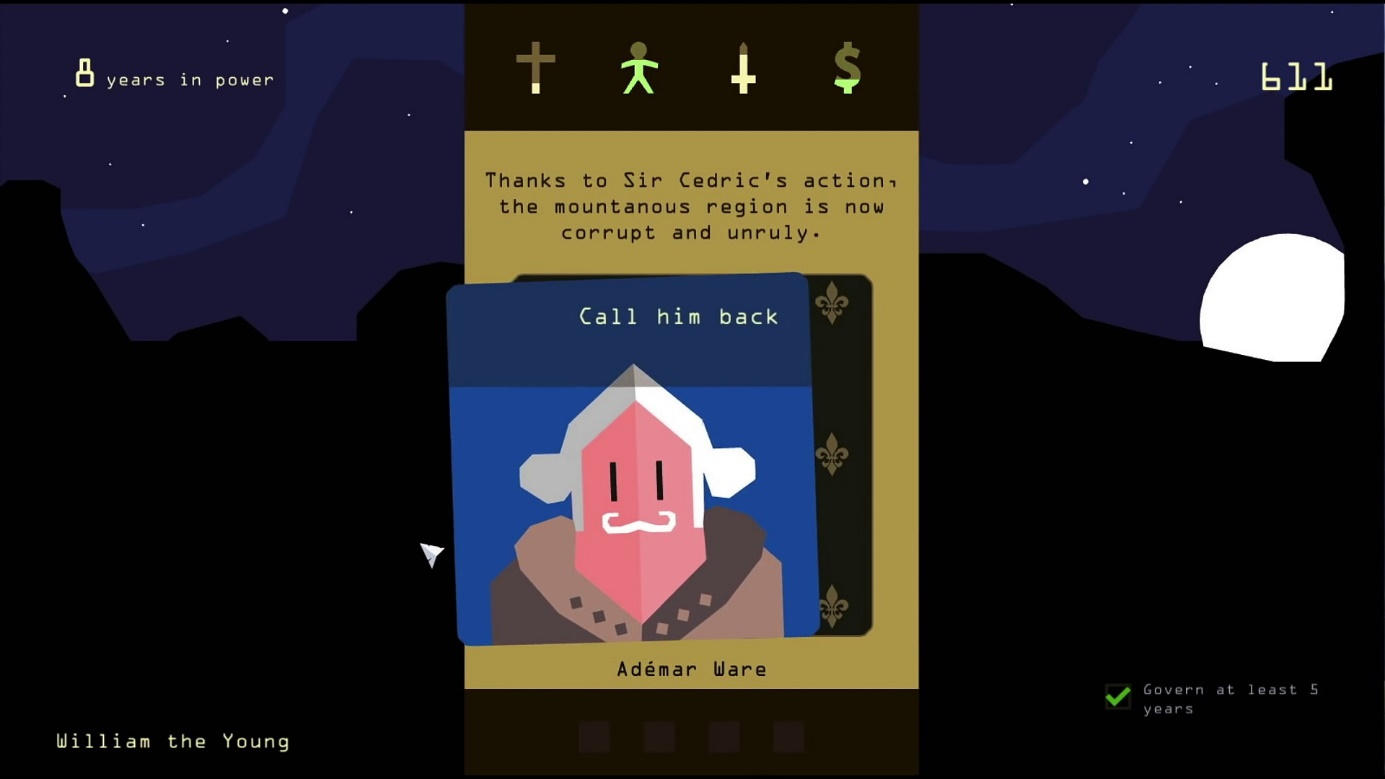 8 years in power
611
Thanks to Sir Cedric's action,
the mountanous region is now
corrupt and unruly.
Call him back
Adémar Ware
Govern at least 5
years
William the Young